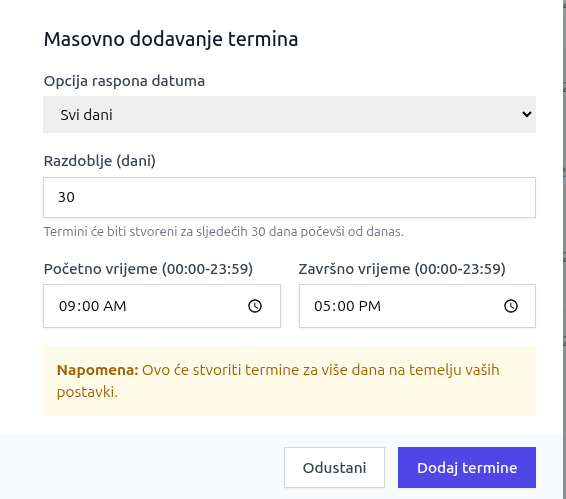 Masovno dodavanje termina
Opcija raspona datuma
Svi dani
Razdoblje (dani)
30
Termini će biti stvoreni za sljedećih 30 dana počevši od danas.
Početno vrijeme (00:00-23:59) Završno vrijeme (00:00-23:59)
09:00 AM 05:00 PM
Napomena: Ovo će stvoriti termine za više dana na temelju vaših
postavki.
Odustani Dodaj termine